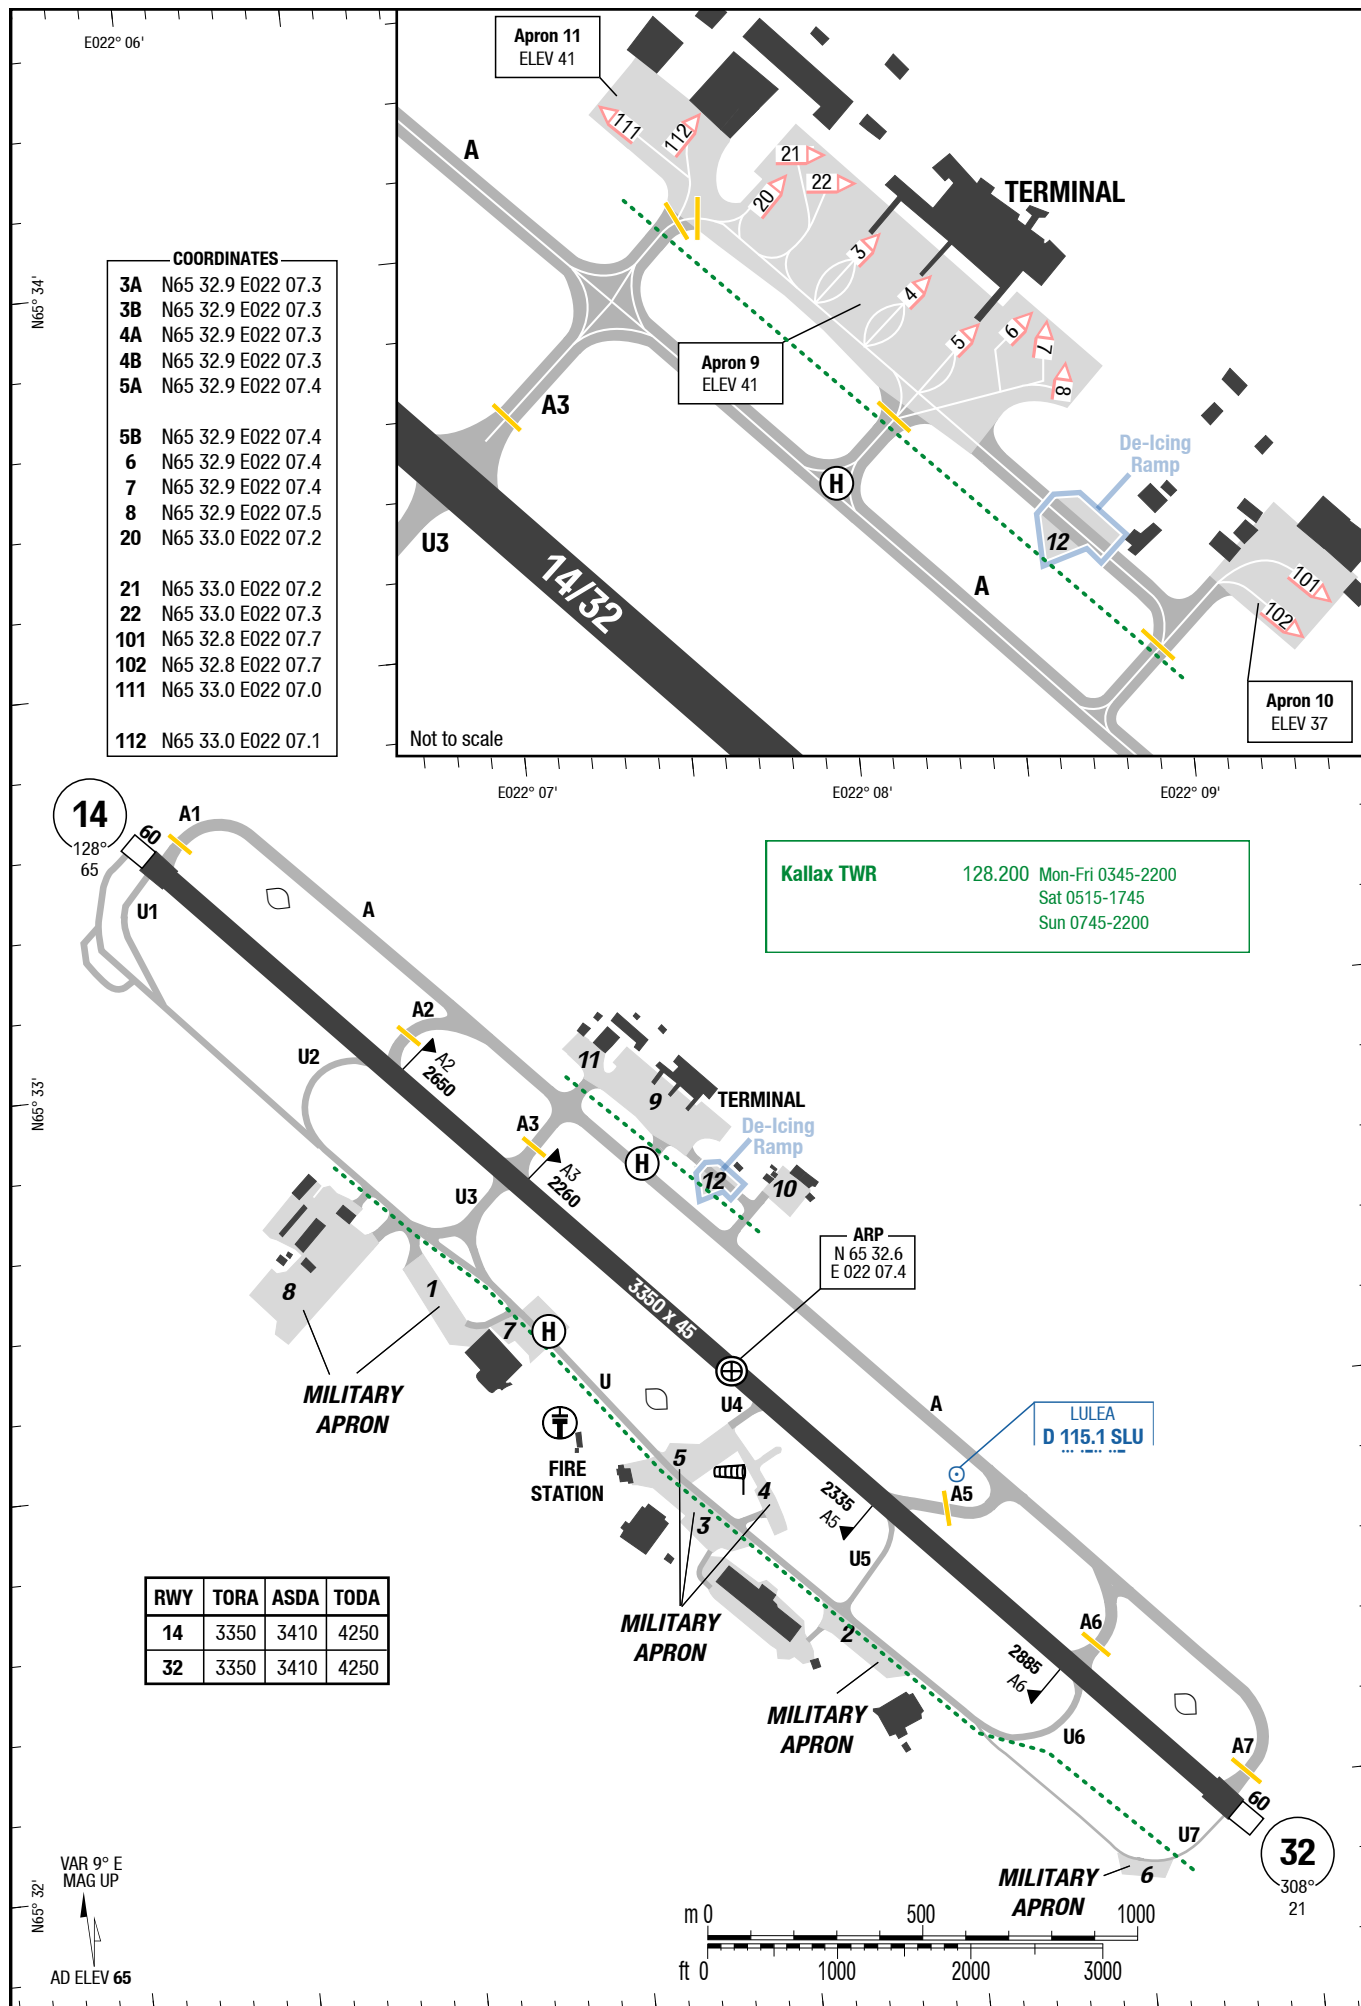 E022° 06'
Apron 11
ELEV 41
111
112
21
22
20
3
4
5
6
7
8
TERMINAL
A
A3
U3
14/32
Apron 9
ELEV 41
H
De-Icing
Ramp
12
A
101
102
Apron 10
ELEV 37
Not to scale
N65° 34'
COORDINATES
3A N65 32.9 E022 07.3
3B N65 32.9 E022 07.3
4A N65 32.9 E022 07.3
4B N65 32.9 E022 07.3
5A N65 32.9 E022 07.4
5B N65 32.9 E022 07.4
6 N65 32.9 E022 07.4
7 N65 32.9 E022 07.4
8 N65 32.9 E022 07.5
20 N65 33.0 E022 07.2
21 N65 33.0 E022 07.2
22 N65 33.0 E022 07.3
101 N65 32.8 E022 07.7
102 N65 32.8 E022 07.7
111 N65 33.0 E022 07.0
112 N65 33.0 E022 07.1
E022° 07'
E022° 08'
E022° 09'
14
128°
65
60
A1
U1
A
Kallax TWR 128.200 Mon-Fri 0345-2200
Sat 0515-1745
Sun 0745-2200
A2
U2
A2
2650
11
9
TERMINAL
De-Icing
Ramp
N65° 33'
A3
A3
2260
H
12
10
U3
ARP
N 65 32.6
E 022 07.4
8
1
7
H
3350 x 45
MILITARY
APRON
U
U4
A
LULEA
D 115.1 SLU
FIRE
STATION
5
4
3
2335
A5
A5
U5
RWY TORA ASDA TODA
14 3350 3410 4250
32 3350 3410 4250
MILITARY
APRON
2
A6
2885
A6
MILITARY
APRON
U6
A7
60
U7
32
308°
21
MILITARY
APRON
6
VAR 9° E
MAG UP
N65° 32'
AD ELEV 65
m 0 500 1000
ft 0 1000 2000 3000